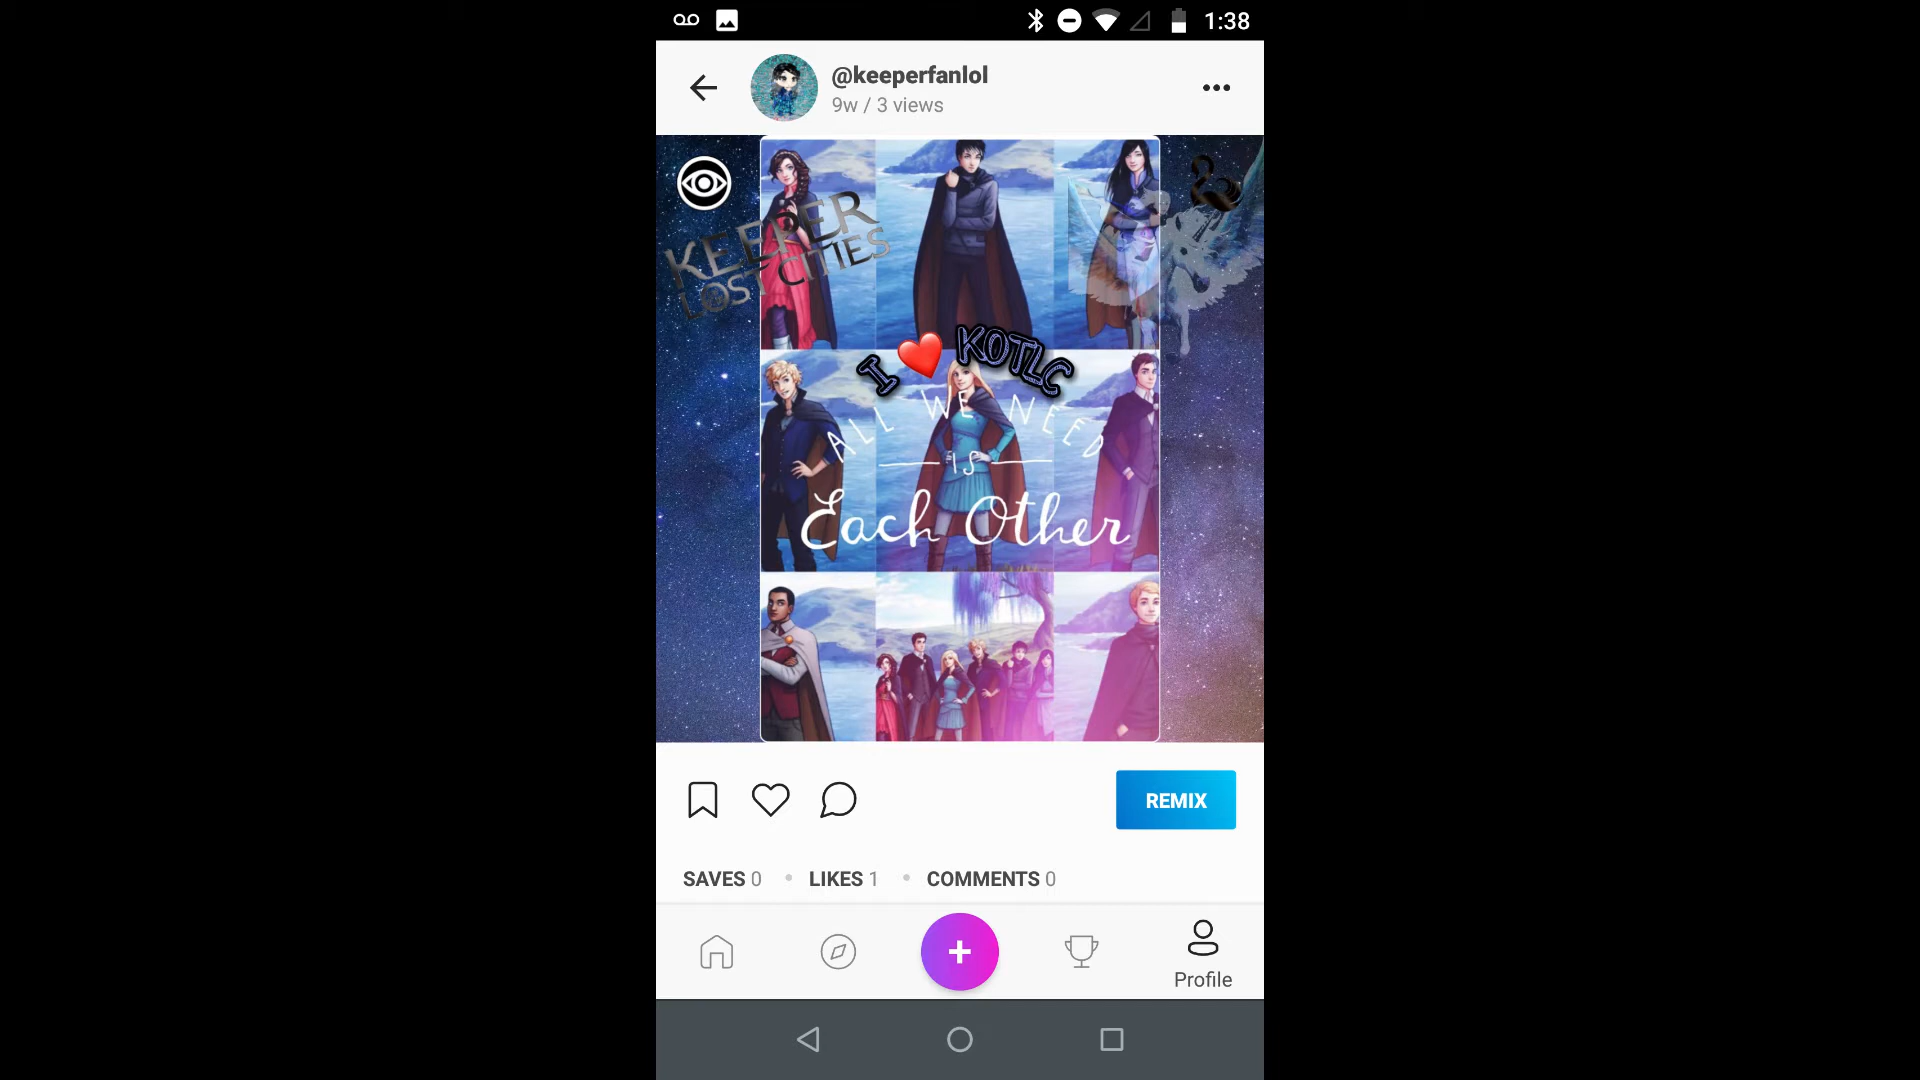 1:38
@keeperfanlol
9w / 3 views
KEEPER
LOST CITIES
I ❤️ KOTLC
ALL WE NEED
IS
Each Other
REMIX
SAVES 0 • LIKES 1 • COMMENTS 0
Profile